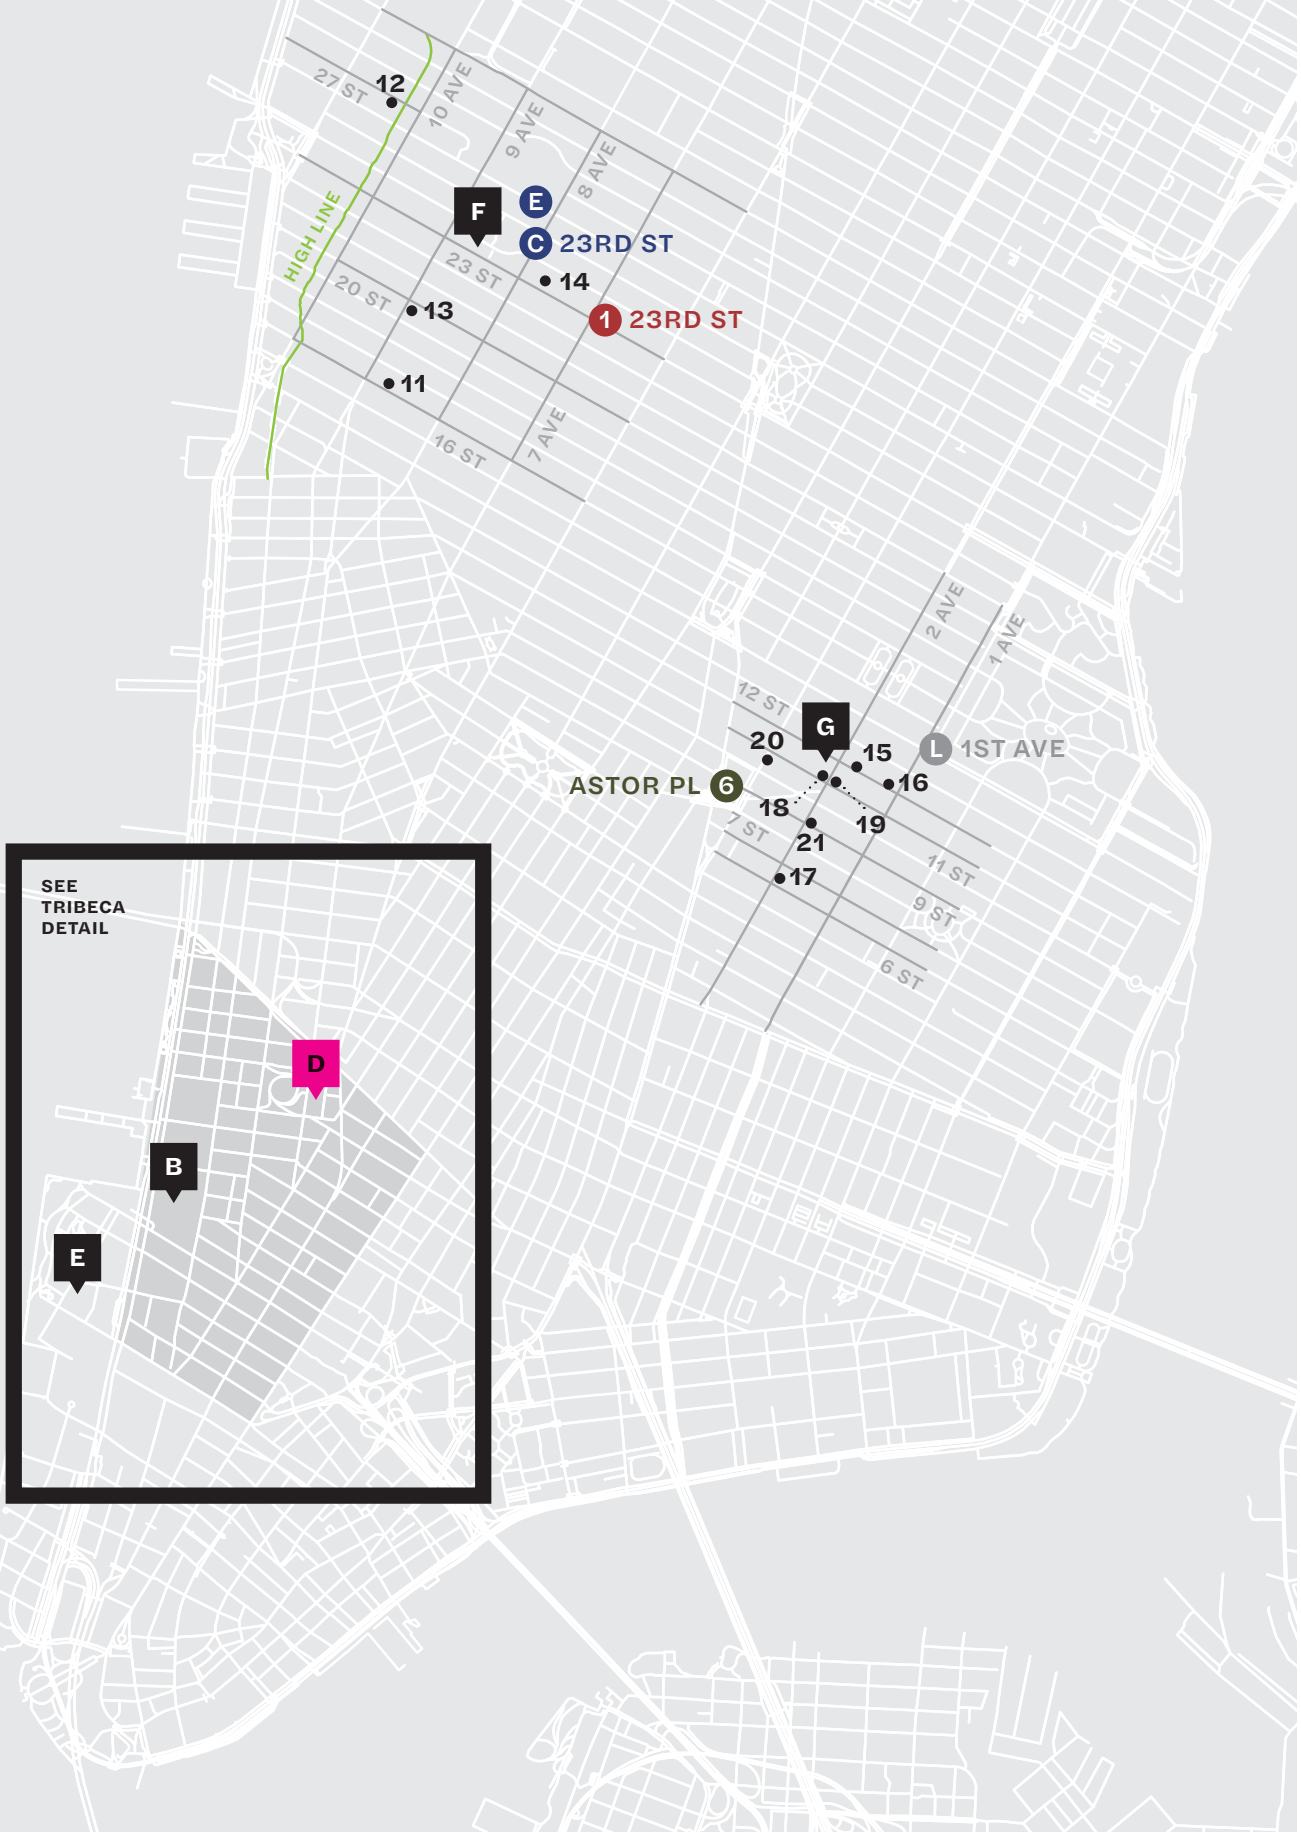 27 ST
12
10 AVE
9 AVE
8 AVE
HIGH LINE
F
E
C 23RD ST
23 ST
14
20 ST
13
1 23RD ST
11
7 AVE
16 ST
2 AVE
1 AVE
12 ST
G
20
15
L 1ST AVE
ASTOR PL 6
16
18
19
7 ST
21
11 ST
17
9 ST
6 ST
SEE
TRIBECA
DETAIL
D
B
E